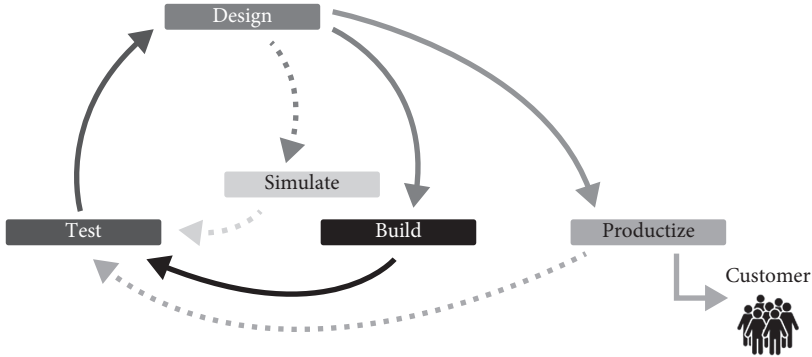 Design
Simulate
Test
Build
Productize
Customer